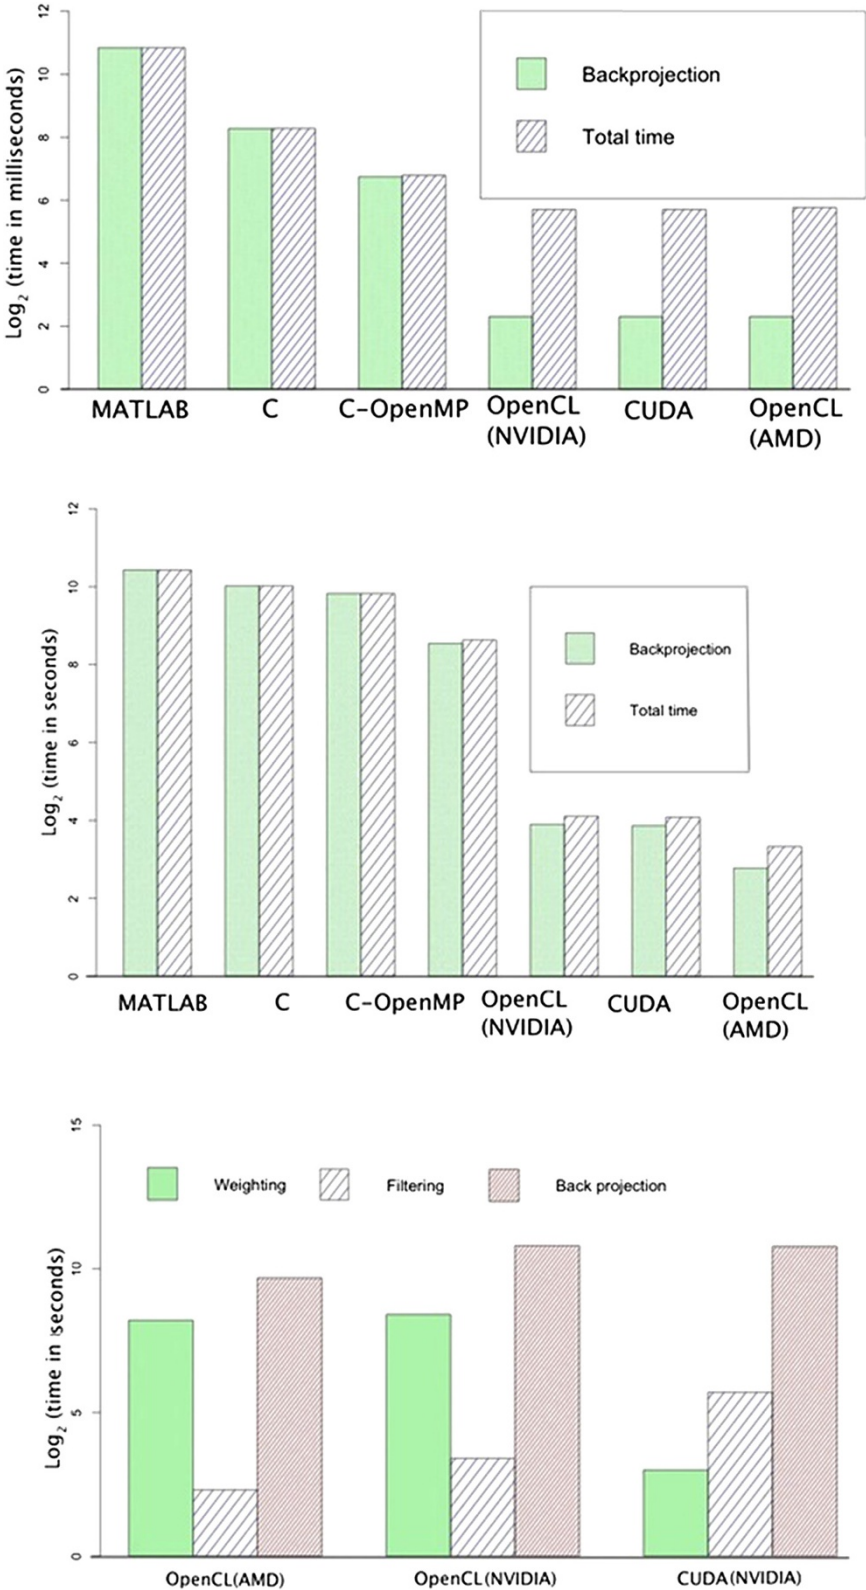 12
10
8
6
4
2
0
Log2 (time in milliseconds)
Backprojection
Total time
MATLAB C C-OpenMP OpenCL (NVIDIA) CUDA OpenCL (AMD)
12
10
8
6
4
2
0
Log2 (time in seconds)
Backprojection
Total time
MATLAB C C-OpenMP OpenCL (NVIDIA) CUDA OpenCL (AMD)
15
10
5
0
Log2 (time in seconds)
Weighting Filtering Back projection
OpenCL(AMD) OpenCL(NVIDIA) CUDA(NVIDIA)